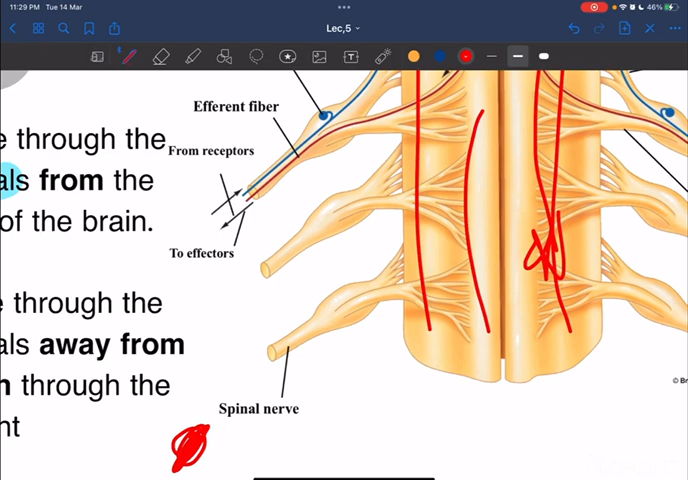 11:29 PM Tue 14 Mar
46%
Lec,5
Efferent fiber
e through the
From receptors
als from the
of the brain.
To effectors
e through the
als away from
n through the
Spinal nerve
nt
© Br